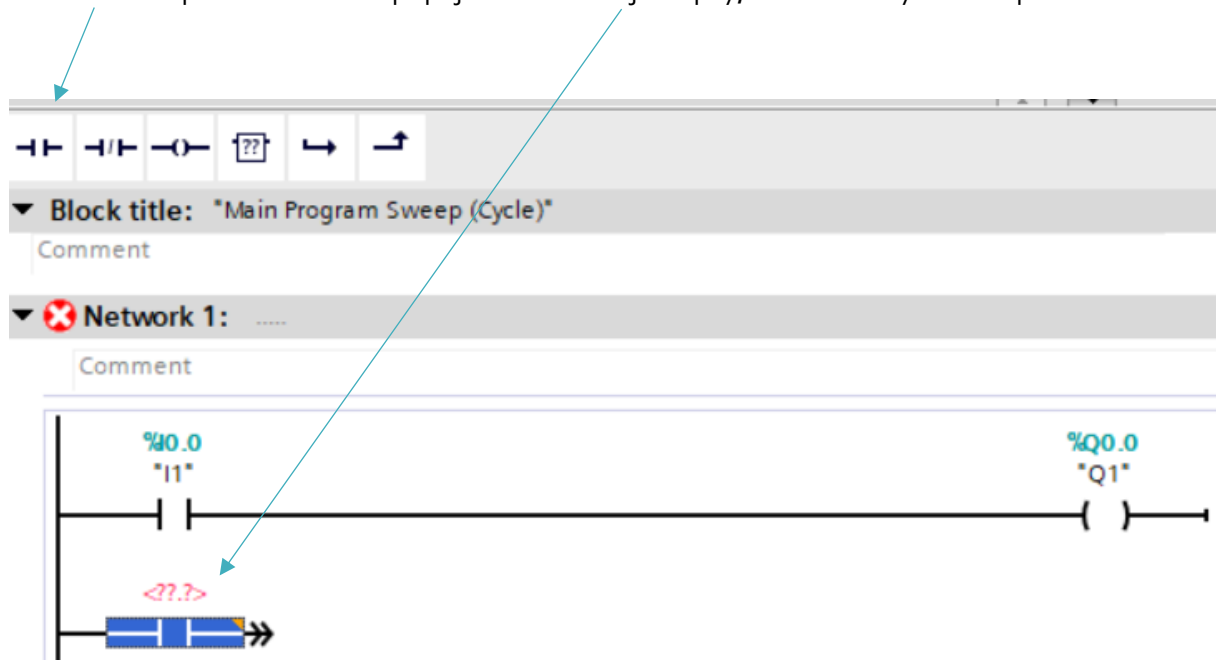 ??
Block title: "Main Program Sweep (Cycle)"
Comment
Network 1: .....
Comment
%I0.0 %Q0.0
"I1" "Q1"
<??.?>